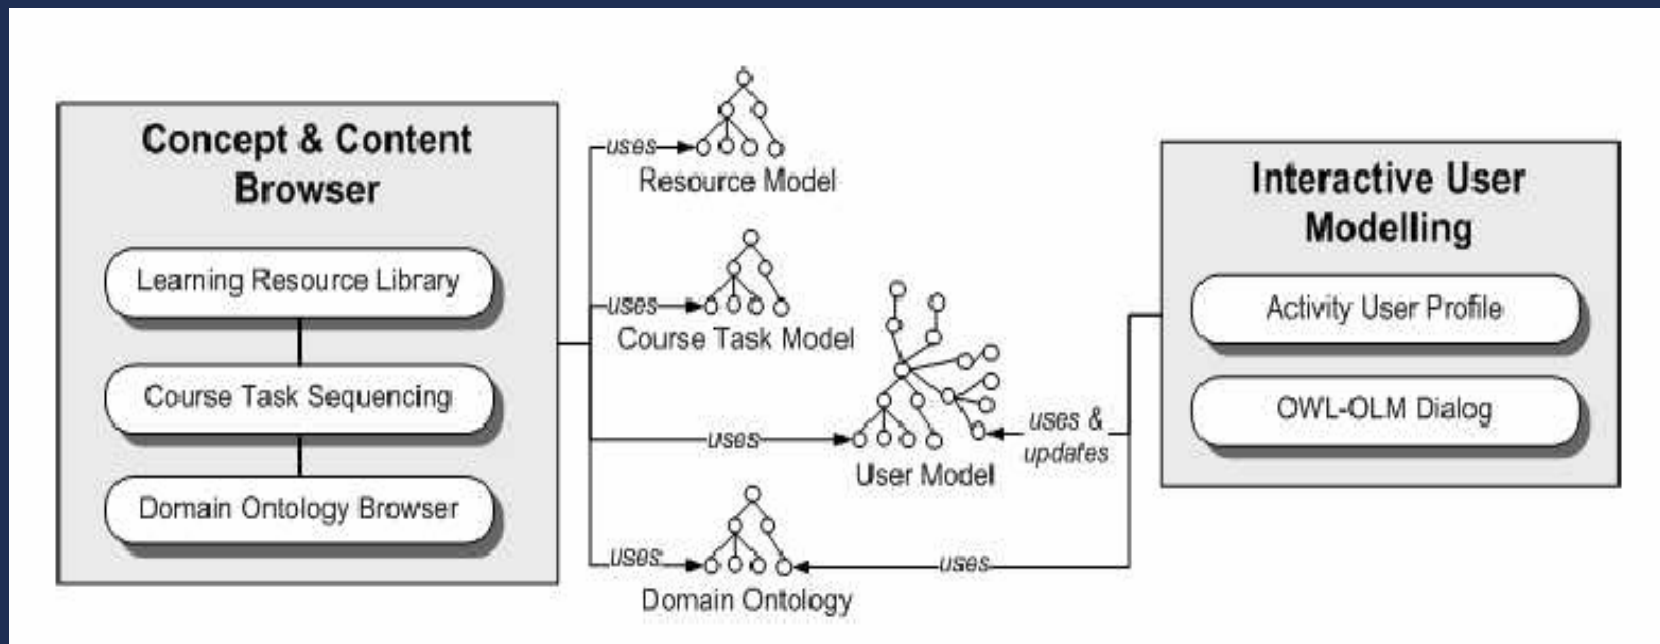 Concept & Content
Browser
Learning Resource Library
Course Task Sequencing
Domain Ontology Browser
uses
Resource Model
uses
Course Task Model
uses
User Model
uses
Domain Ontology
uses &
updates
uses
Interactive User
Modelling
Activity User Profile
OWL-OLM Dialog